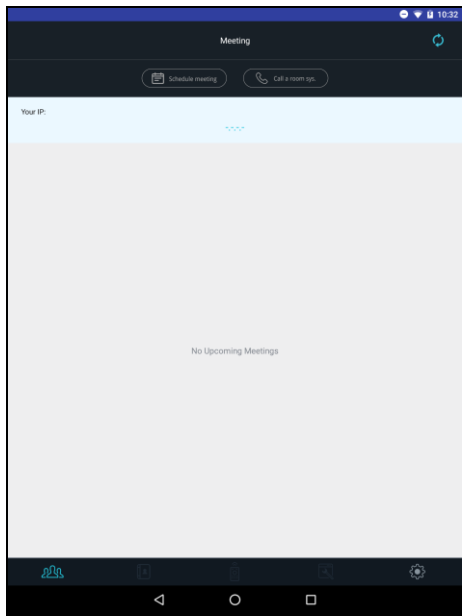 10:32
Meeting
Schedule meeting
Call a room sys.
Your IP:
-.-.-.-
No Upcoming Meetings